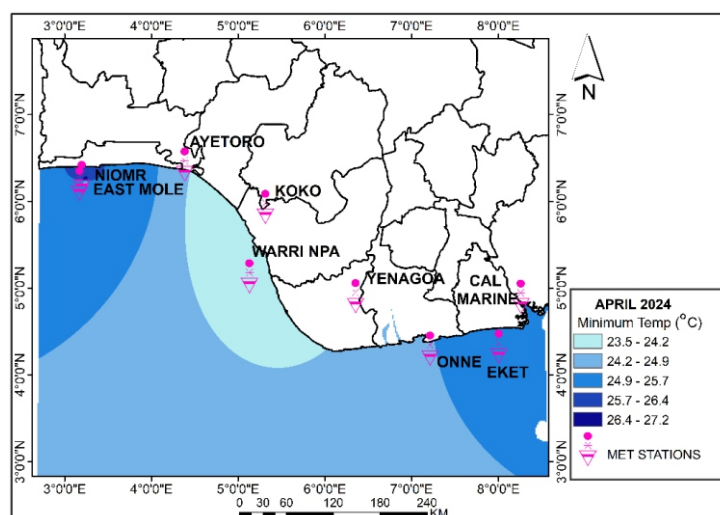 3°0'0"E 4°0'0"E 5°0'0"E 6°0'0"E 7°0'0"E 8°0'0"E
7°0'0"N
6°0'0"N
5°0'0"N
4°0'0"N
3°0'0"N
AYETORO
NIOMR
EAST MOLE
KOKO
WARRI NPA
YENAGOA
CAL
MARINE
ONNE
EKET
7°0'0"N
6°0'0"N
5°0'0"N
4°0'0"N
3°0'0"N
3°0'0"E 4°0'0"E 5°0'0"E 6°0'0"E 7°0'0"E 8°0'0"E
0 30 60 120 180 240
KM
N
APRIL 2024
Minimum Temp (°C)
23.5 - 24.2
24.2 - 24.9
24.9 - 25.7
25.7 - 26.4
26.4 - 27.2
MET STATIONS